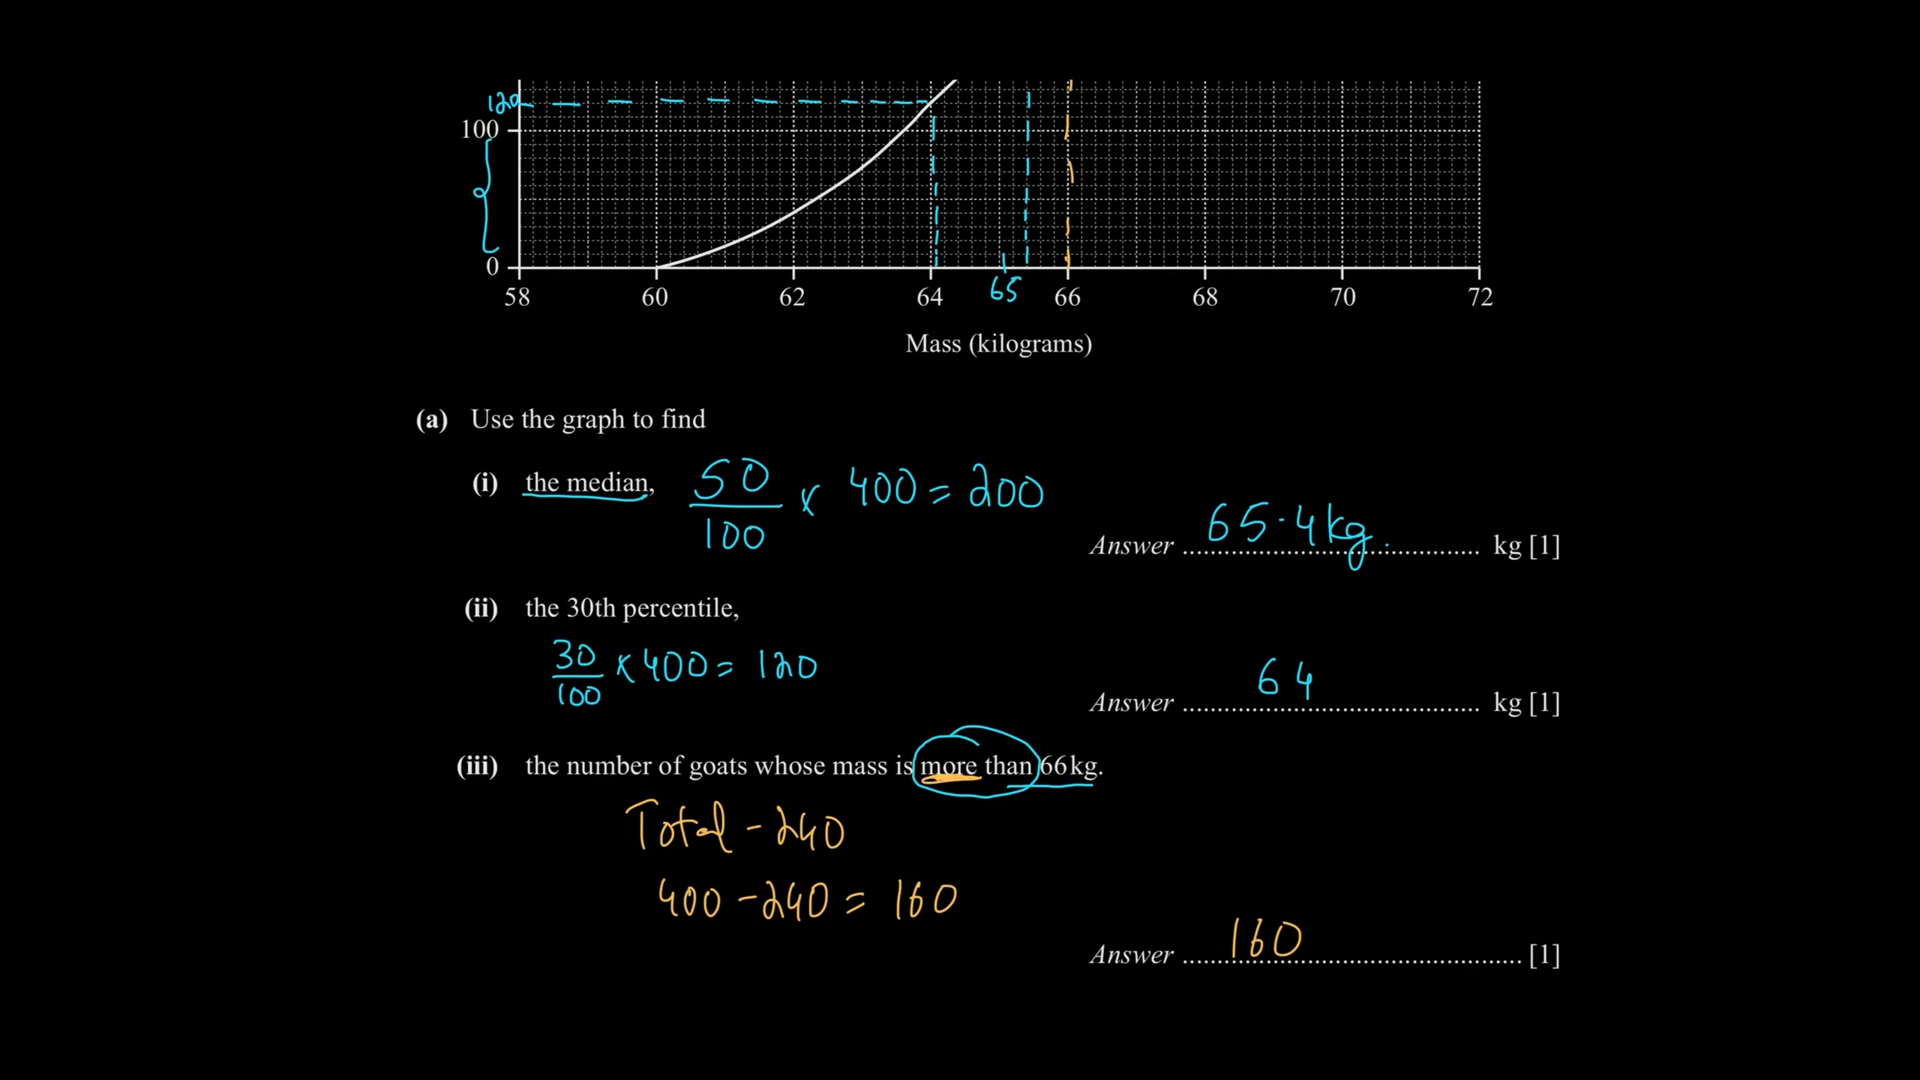 120
100
0
58 60 62 64 65 66 68 70 72
Mass (kilograms)
(a) Use the graph to find
(i) the median, 50/100 × 400 = 200
Answer 65.4kg. kg [1]
(ii) the 30th percentile,
30/100 × 400 = 120
Answer 64 kg [1]
(iii) the number of goats whose mass is more than 66 kg.
Total - 240
400 - 240 = 160
Answer 160 [1]